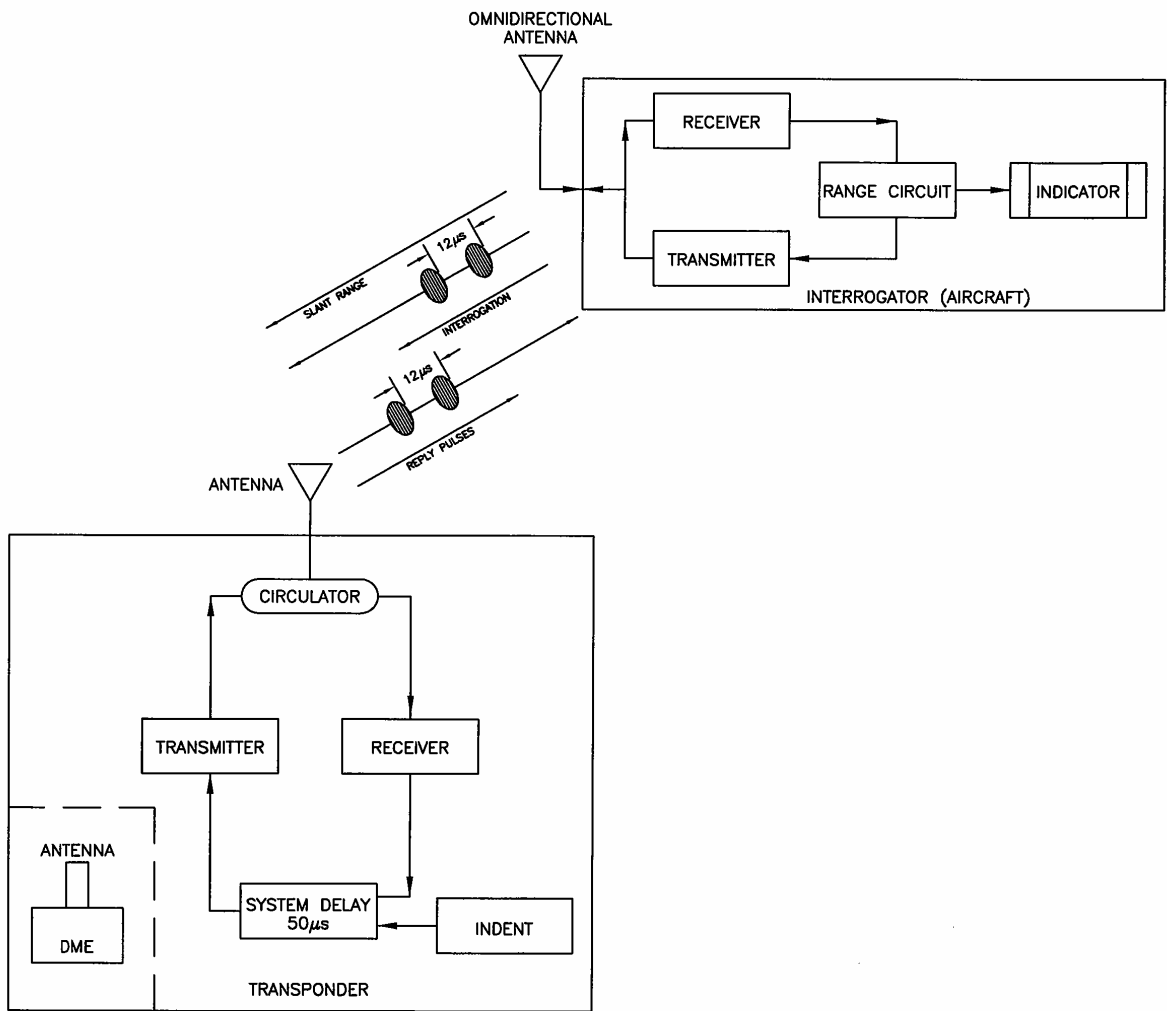 OMNIDIRECTIONAL
ANTENNA
RECEIVER
RANGE CIRCUIT
INDICATOR
TRANSMITTER
INTERROGATOR (AIRCRAFT)
12μs
SLANT RANGE
INTERROGATION
12μs
REPLY PULSES
ANTENNA
CIRCULATOR
TRANSMITTER
RECEIVER
ANTENNA
DME
SYSTEM DELAY
50μs
INDENT
TRANSPONDER